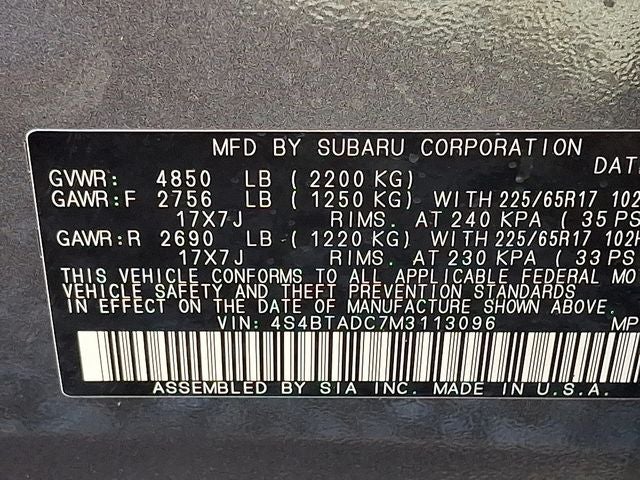 MFD BY SUBARU CORPORATION
DAT
GVWR: 4850 LB ( 2200 KG)
GAWR:F 2756 LB ( 1250 KG) WITH 225/65R17 102
17X7J RIMS. AT 240 KPA ( 35 PS
GAWR:R 2690 LB ( 1220 KG) WITH 225/65R17 102H
17X7J RIMS. AT 230 KPA ( 33 PS
THIS VEHICLE CONFORMS TO ALL APPLICABLE FEDERAL MO
VEHICLE SAFETY AND THEFT PREVENTION STANDARDS
IN EFFECT ON THE DATE OF MANUFACTURE SHOWN ABOVE.
VIN: 4S4BTADC7M3113096 MP
ASSEMBLED BY SIA INC. MADE IN U.S.A.